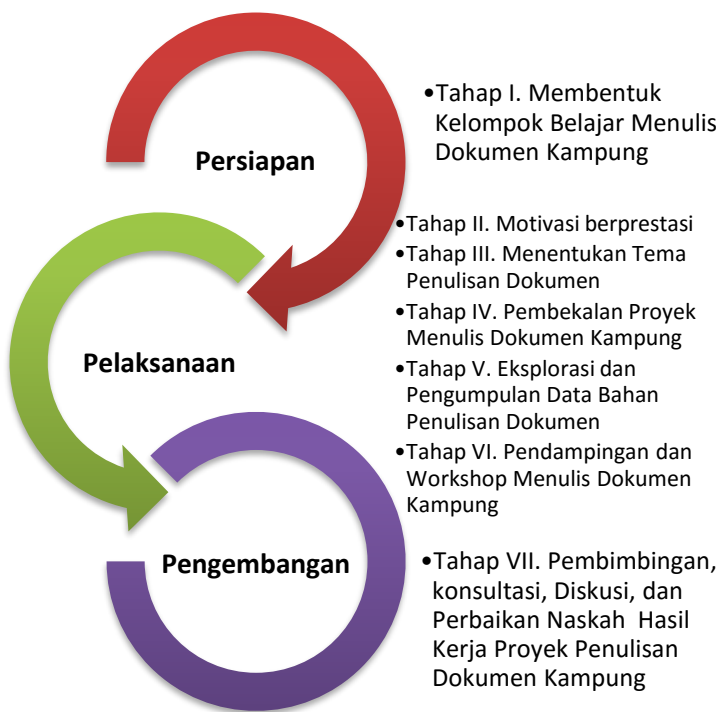 Persiapan
•Tahap I. Membentuk
Kelompok Belajar Menulis
Dokumen Kampung
Pelaksanaan
•Tahap II. Motivasi berprestasi
•Tahap III. Menentukan Tema
Penulisan Dokumen
•Tahap IV. Pembekalan Proyek
Menulis Dokumen Kampung
•Tahap V. Eksplorasi dan
Pengumpulan Data Bahan
Penulisan Dokumen
•Tahap VI. Pendampingan dan
Workshop Menulis Dokumen
Kampung
Pengembangan
•Tahap VII. Pembimbingan,
konsultasi, Diskusi, dan
Perbaikan Naskah Hasil
Kerja Proyek Penulisan
Dokumen Kampung